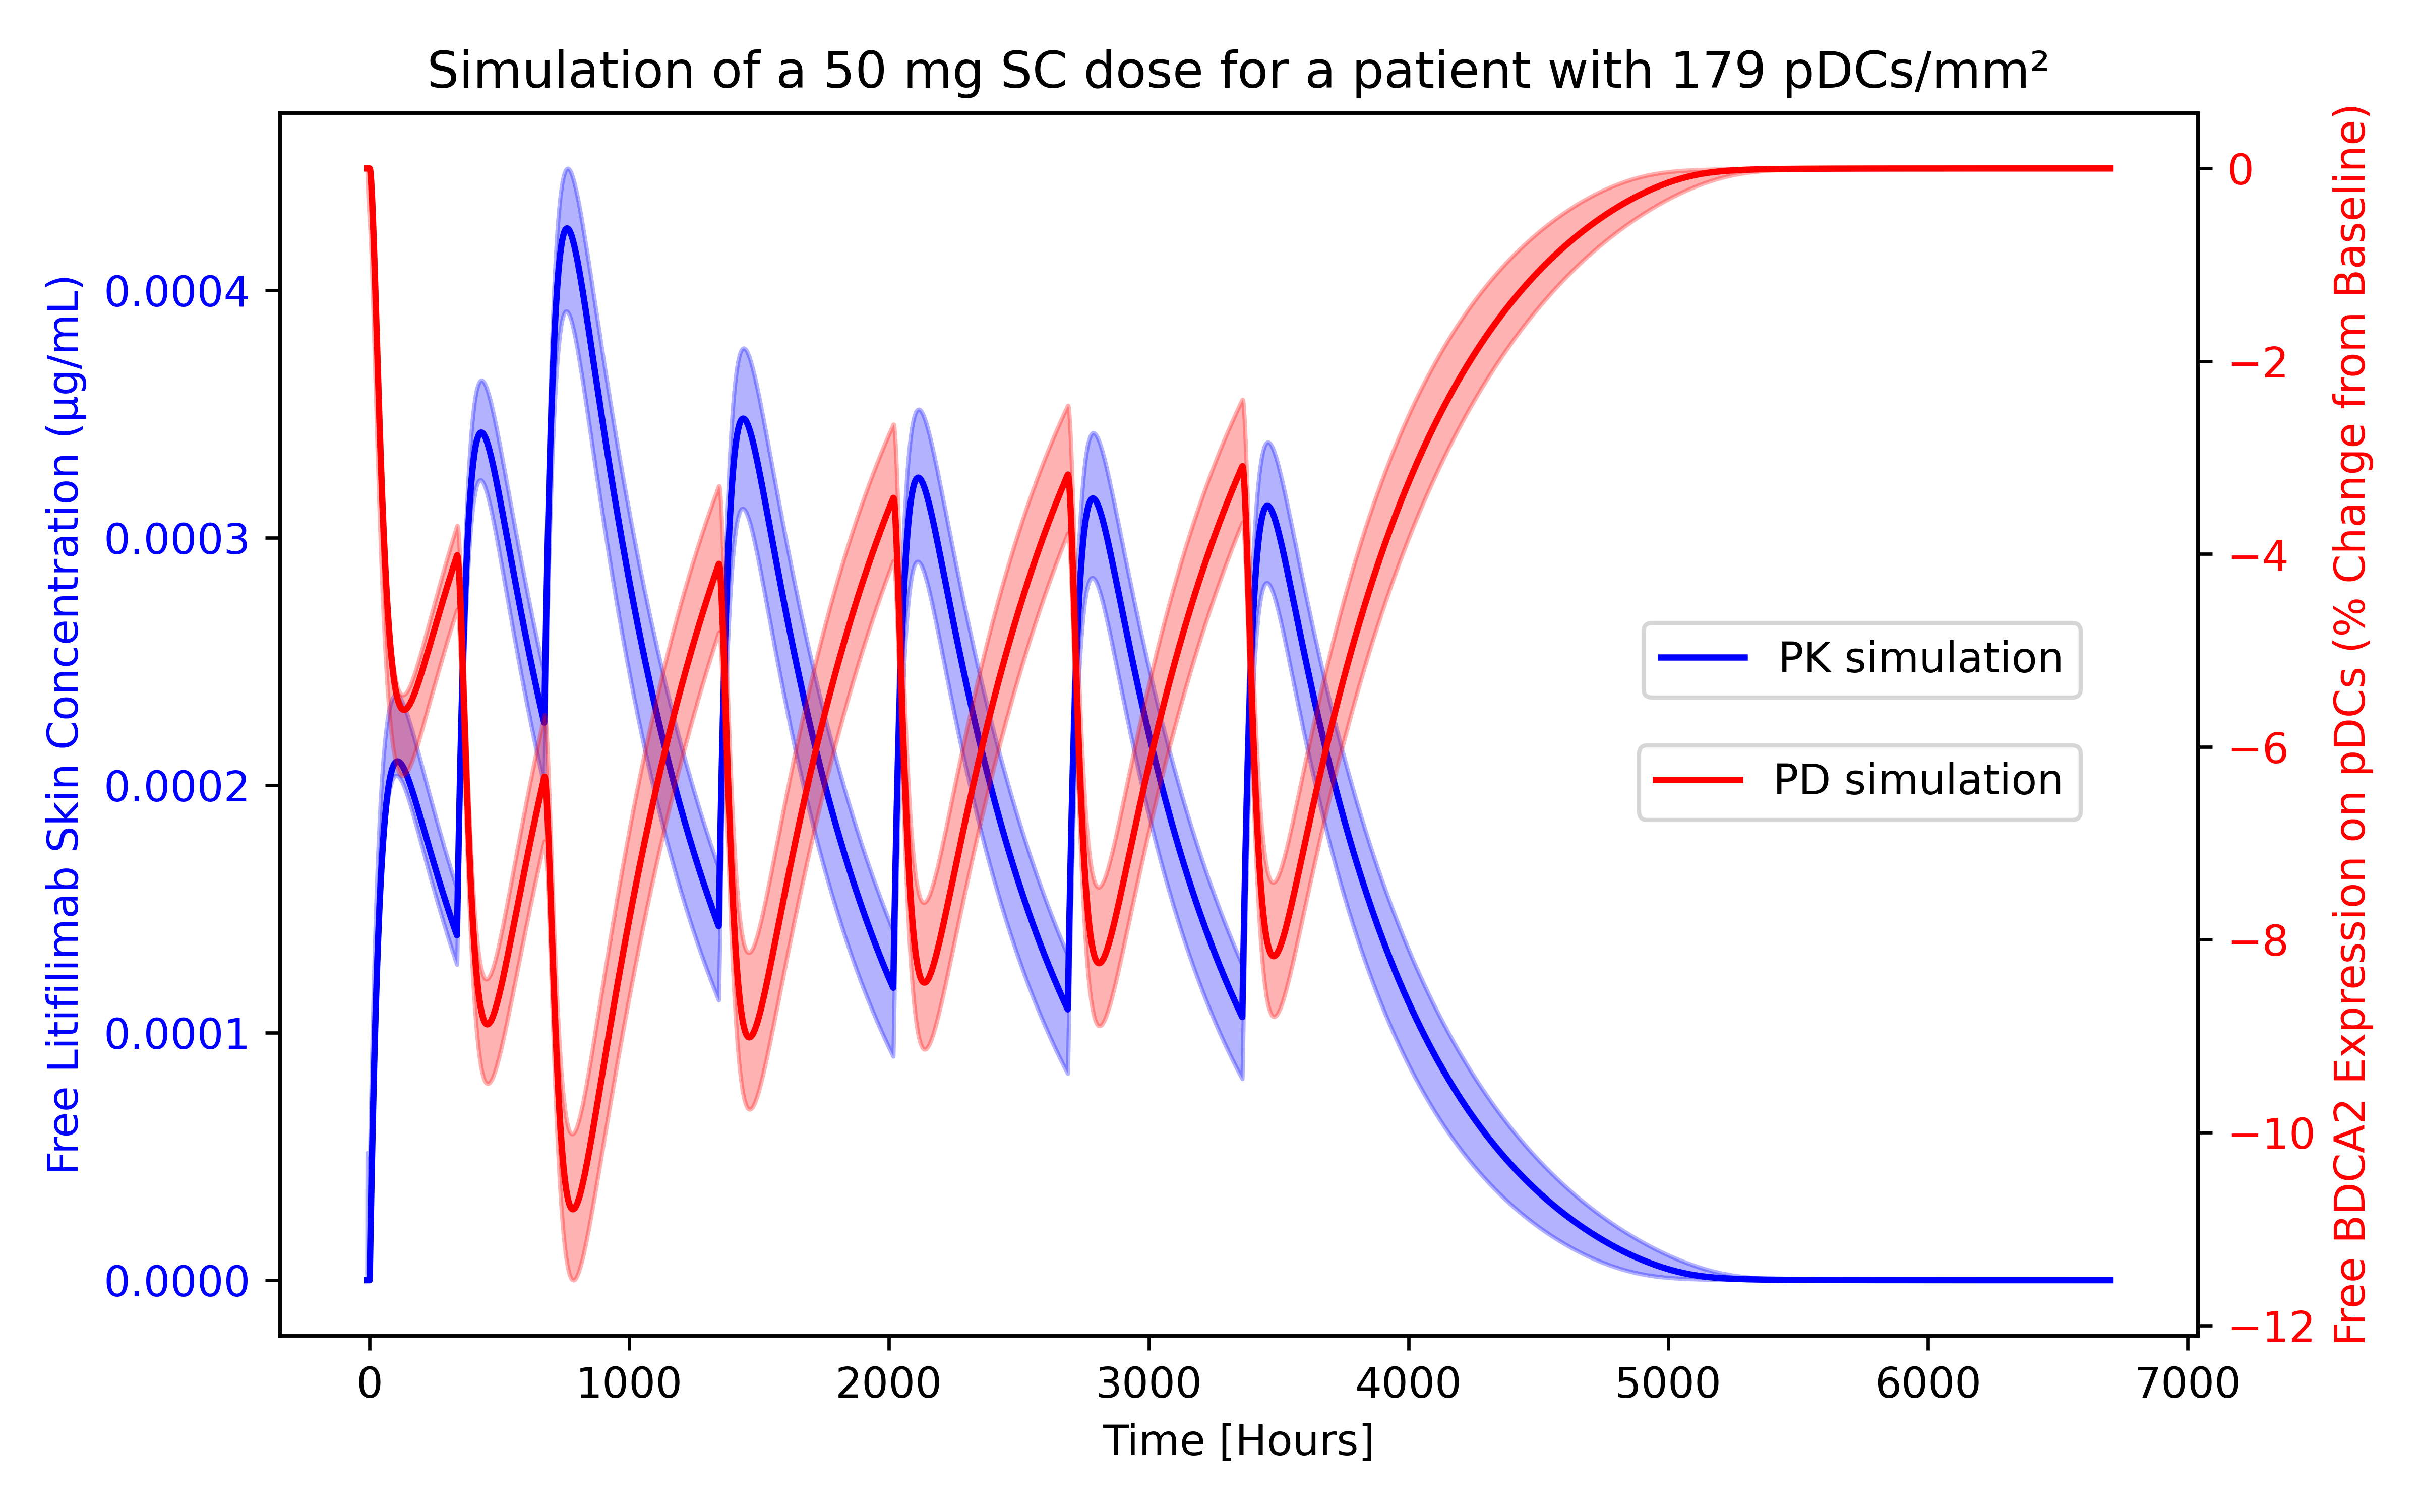 Simulation of a 50 mg SC dose for a patient with 179 pDCs/mm²
Free Litifilimab Skin Concentration (µg/mL)
0.0004
0.0003
0.0002
0.0001
0.0000
PK simulation
PD simulation
0
−2
−4
−6
−8
−10
−12
Free BDCA2 Expression on pDCs (% Change from Baseline)
0 1000 2000 3000 4000 5000 6000 7000
Time [Hours]